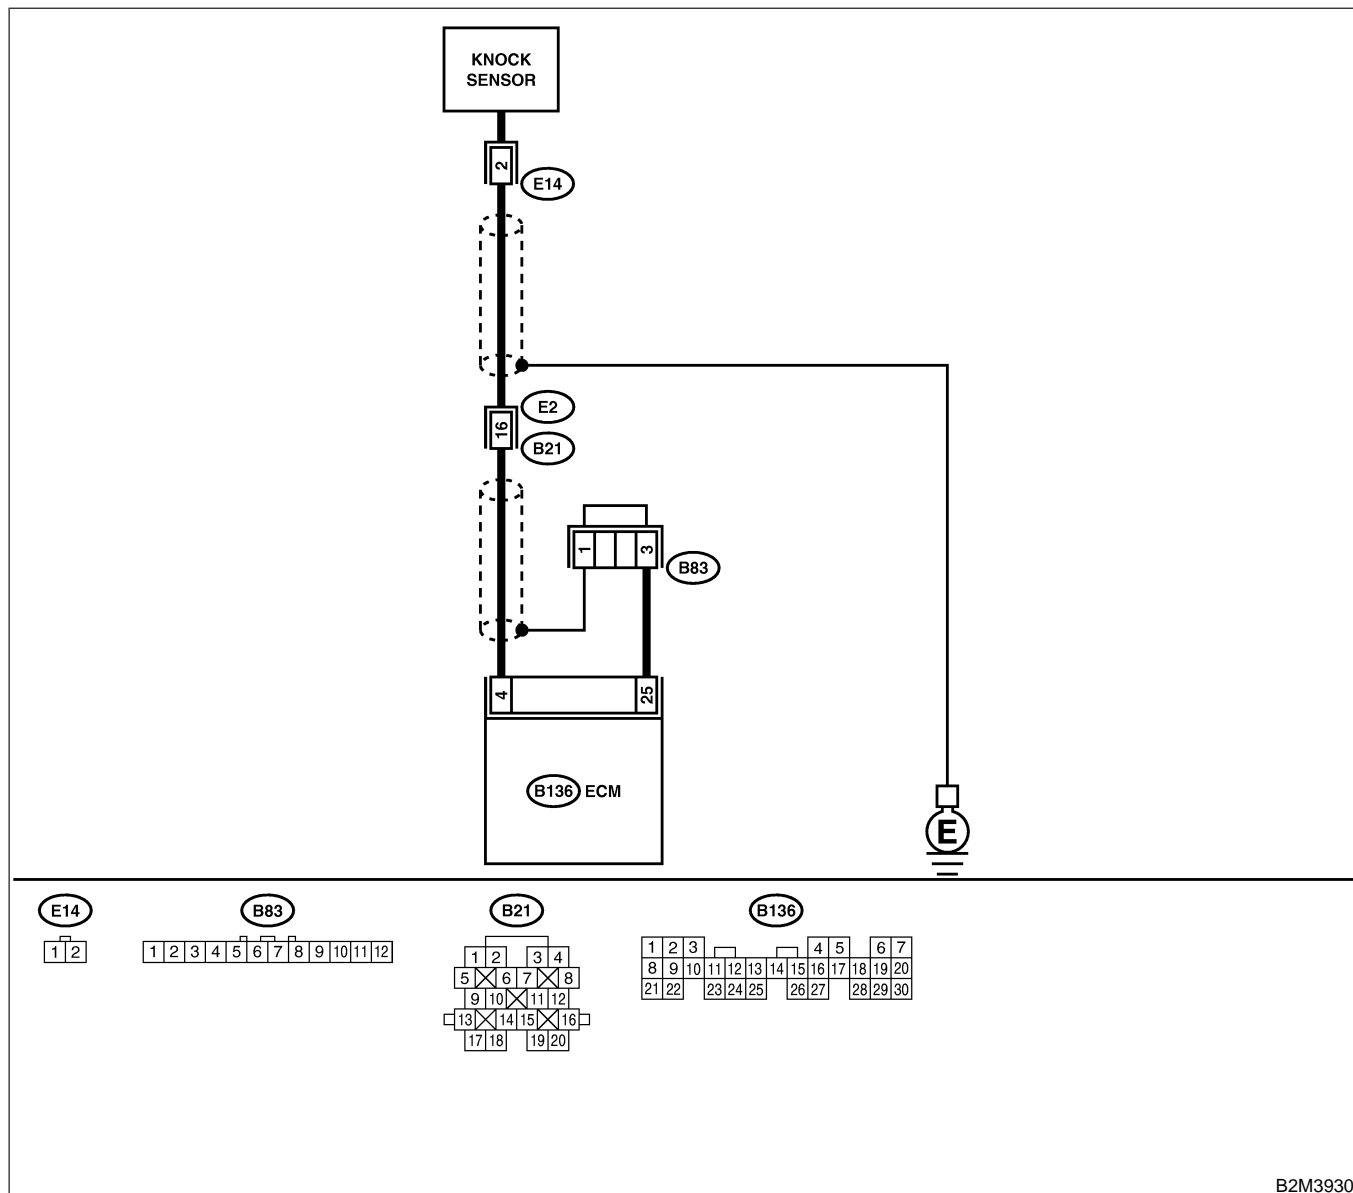 KNOCK
SENSOR
2
E14
E2
16
B21
1
3
B83
4
25
B136 ECM
E
E14
B83
B21
B136
1 2
1 2 3 4 5 6 7 8 9 10 11 12
1 2 3 4
5 6 7 8
9 10 11 12
13 14 15 16
17 18 19 20
1 2 3 4 5 6 7
8 9 10 11 12 13 14 15 16 17 18 19 20
21 22 23 24 25 26 27 28 29 30
B2M3930